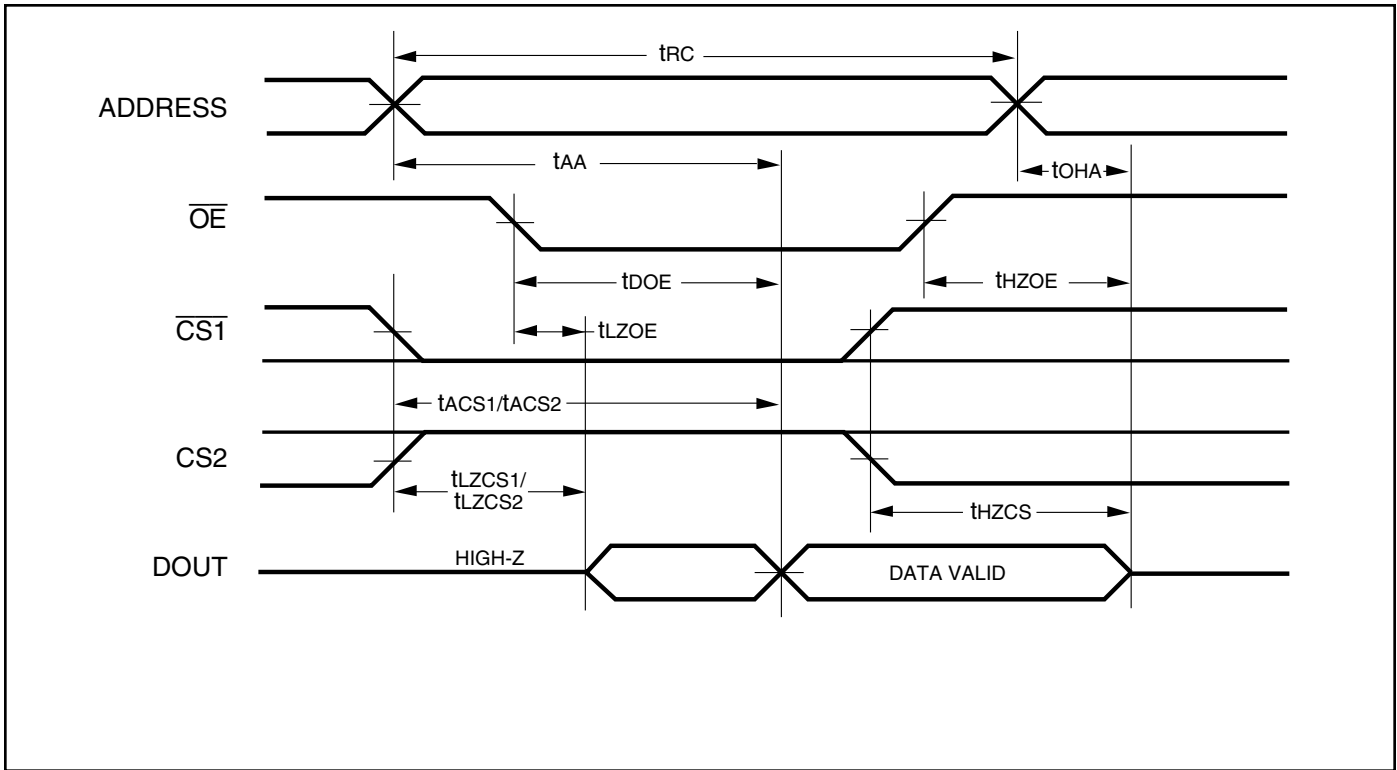 tRC
ADDRESS
tAA
tOHA
OE
tDOE
tHZOE
CS1
tLZOE
tACS1/tACS2
CS2
tLZCS1/
tLZCS2
tHZCS
HIGH-Z
DOUT
DATA VALID